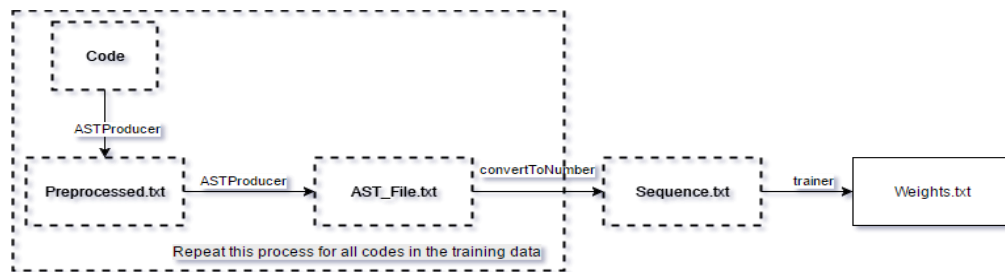 Code
ASTProducer
Preprocessed.txt
ASTProducer
AST_File.txt
convertToNumber
Sequence.txt
trainer
Weights.txt
Repeat this process for all codes in the training data